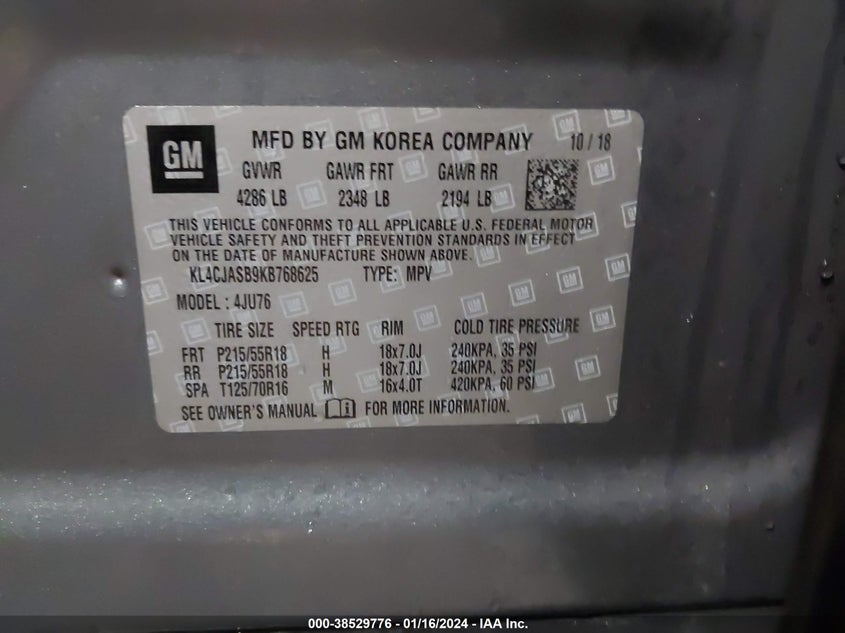 GM
MFD BY GM KOREA COMPANY 10 / 18
GVWR GAWR FRT GAWR RR
4286 LB 2348 LB 2194 LB
THIS VEHICLE CONFORMS TO ALL APPLICABLE U.S. FEDERAL MOTOR
VEHICLE SAFETY AND THEFT PREVENTION STANDARDS IN EFFECT
ON THE DATE OF MANUFACTURE SHOWN ABOVE.
KL4CJASB9KB768625 TYPE: MPV
MODEL : 4JU76
TIRE SIZE SPEED RTG RIM COLD TIRE PRESSURE
FRT P215/55R18 H 18x7.0J 240KPA, 35 PSI
RR P215/55R18 H 18x7.0J 240KPA, 35 PSI
SPA T125/70R16 M 16x4.0T 420KPA, 60 PSI
SEE OWNER'S MANUAL FOR MORE INFORMATION.
000-38529776 - 01/16/2024 - IAA Inc.